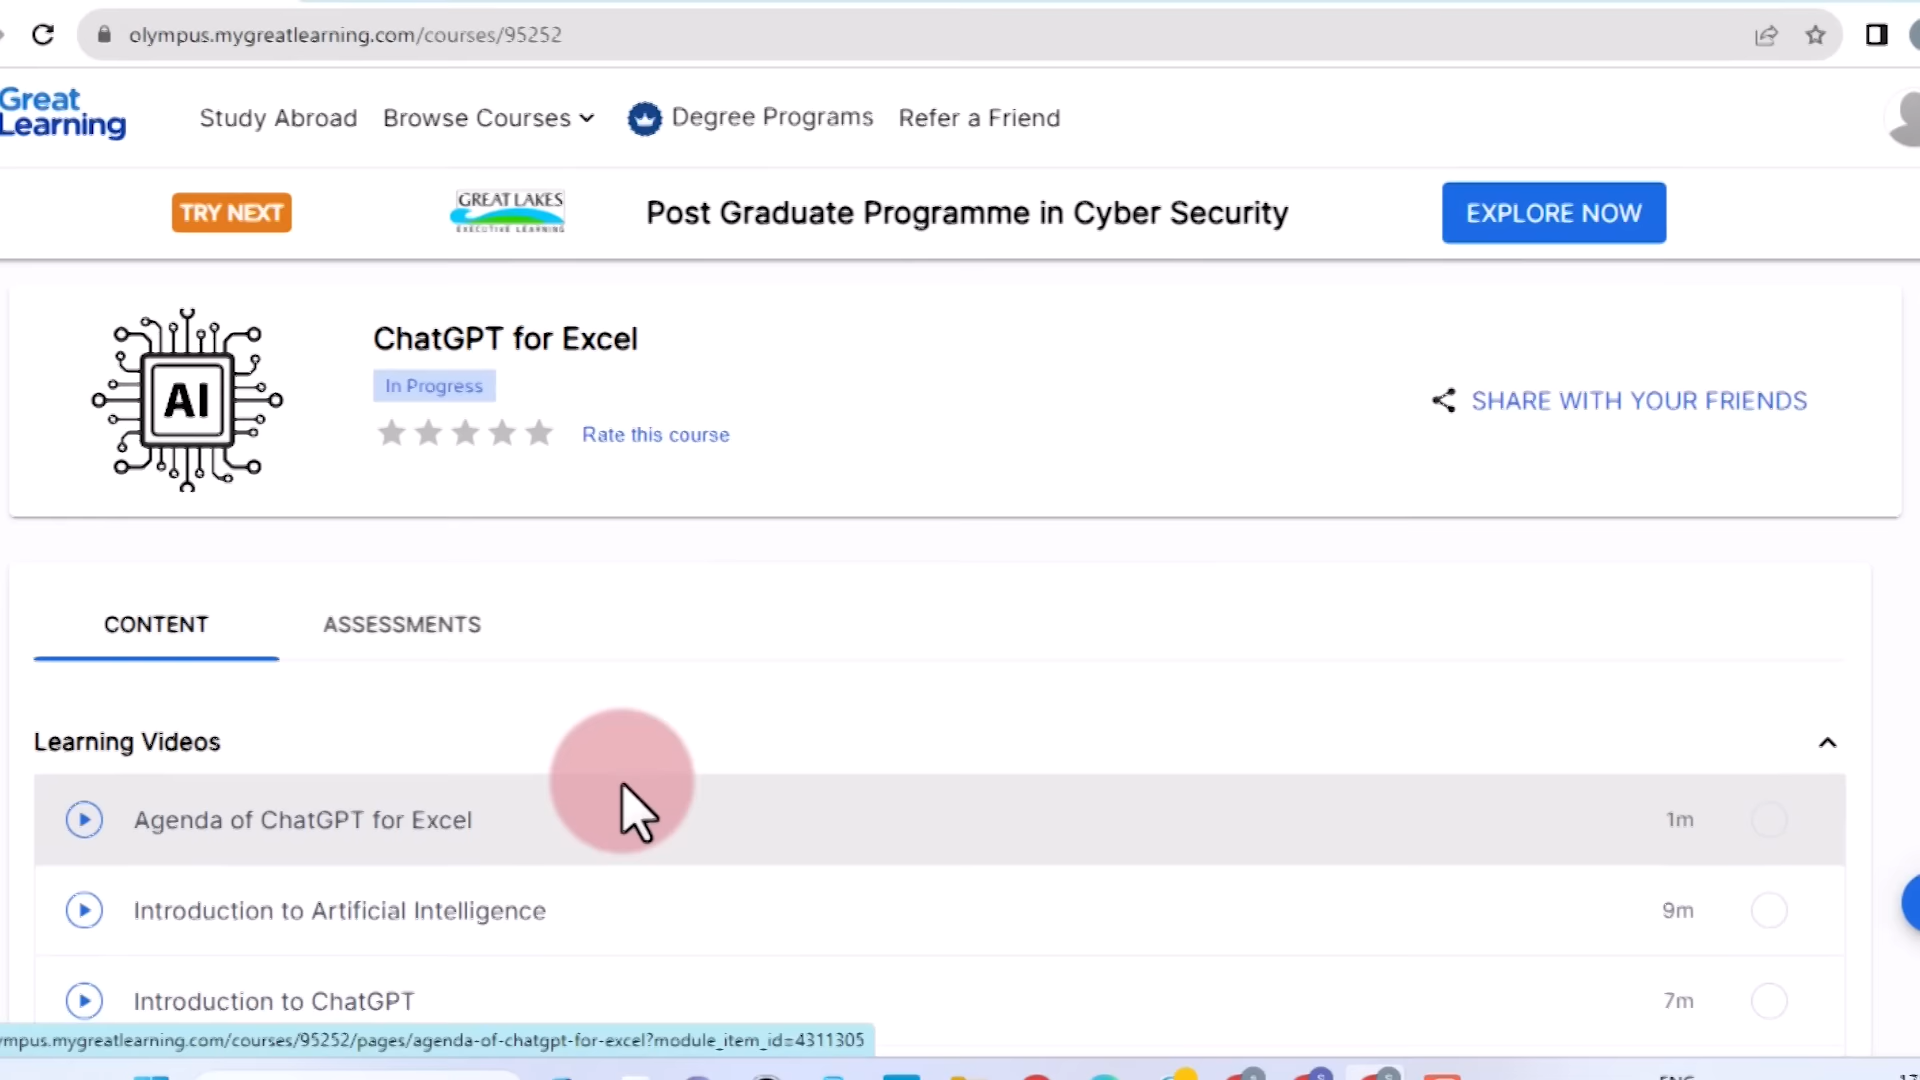 olympus.mygreatlearning.com/courses/95252
Great
Learning
Study Abroad
Browse Courses
Degree Programs
Refer a Friend
TRY NEXT
GREAT LAKES
EXECUTIVE LEARNING
Post Graduate Programme in Cyber Security
EXPLORE NOW
AI
ChatGPT for Excel
In Progress
Rate this course
SHARE WITH YOUR FRIENDS
CONTENT
ASSESSMENTS
Learning Videos
Agenda of ChatGPT for Excel
1m
Introduction to Artificial Intelligence
9m
Introduction to ChatGPT
7m
mpus.mygreatlearning.com/courses/95252/pages/agenda-of-chatgpt-for-excel?module_item_id=4311305